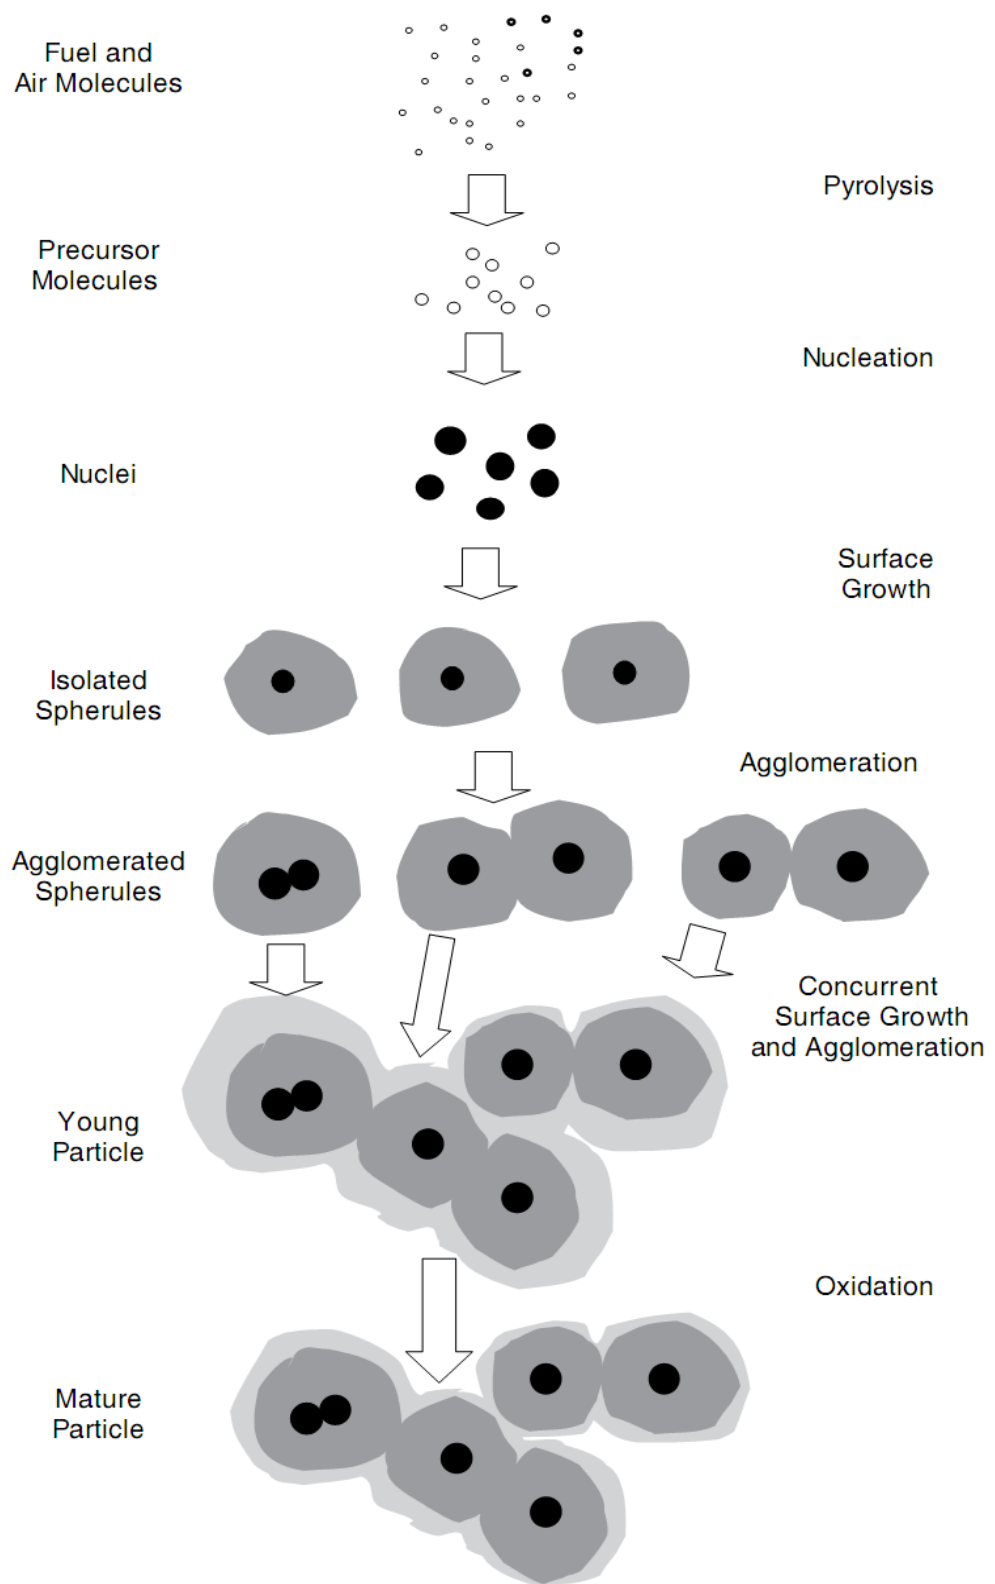 Fuel and
Air Molecules
Pyrolysis
Precursor
Molecules
Nucleation
Nuclei
Surface
Growth
Isolated
Spherules
Agglomeration
Agglomerated
Spherules
Concurrent
Surface Growth
and Agglomeration
Young
Particle
Oxidation
Mature
Particle